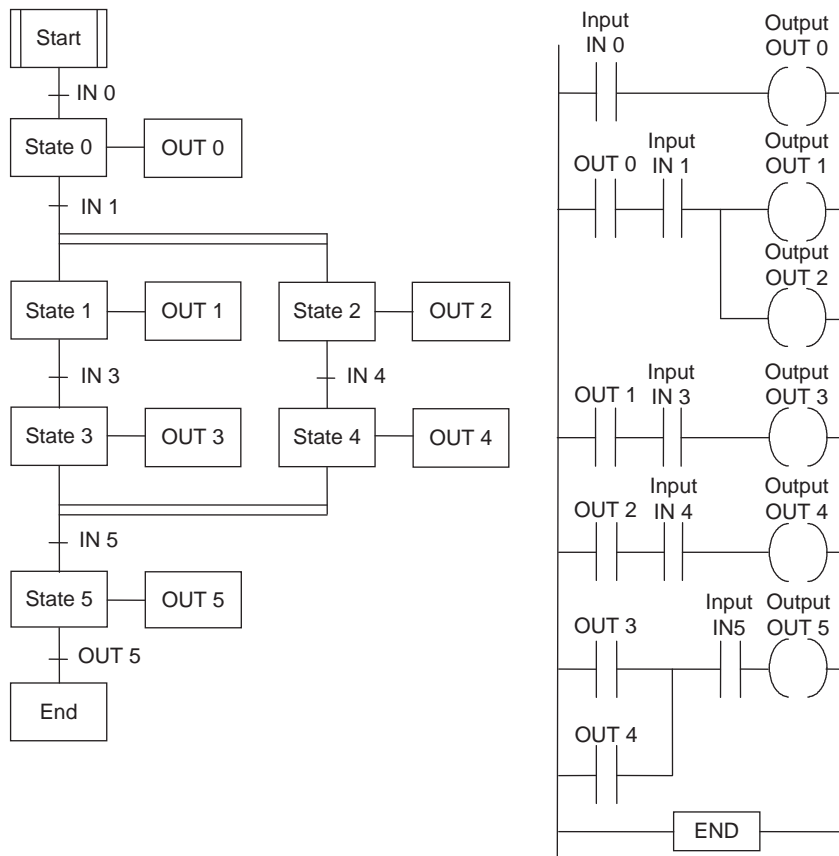 Start
IN 0
State 0
OUT 0
IN 1
State 1
OUT 1
State 2
OUT 2
IN 3
IN 4
State 3
OUT 3
State 4
OUT 4
IN 5
State 5
OUT 5
OUT 5
End
Input
IN 0
Output
OUT 0
OUT 0
Input
IN 1
Output
OUT 1
Output
OUT 2
OUT 1
Input
IN 3
Output
OUT 3
OUT 2
Input
IN 4
Output
OUT 4
OUT 3
Input
IN5
Output
OUT 5
OUT 4
END